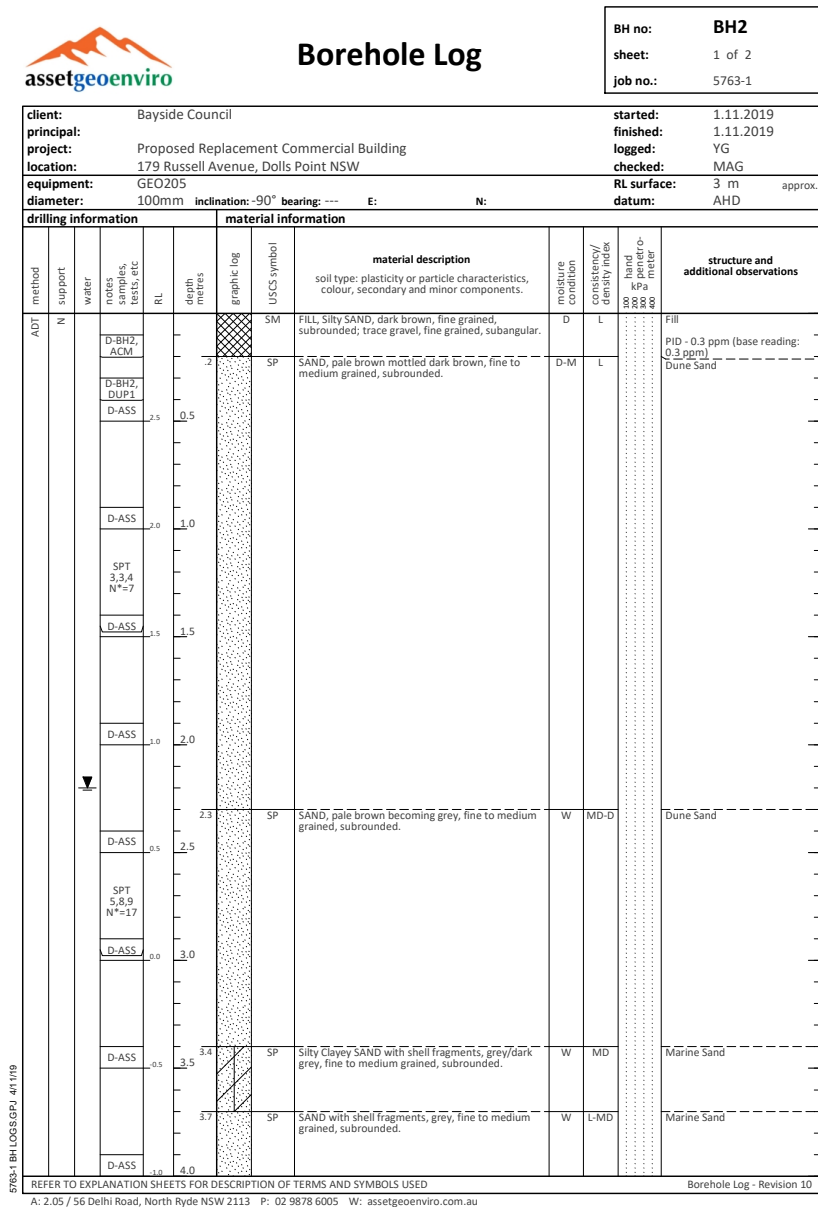 assetgeoenviro
Borehole Log
BH no: BH2
sheet: 1 of 2
job no.: 5763-1
client: Bayside Council started: 1.11.2019
principal: finished: 1.11.2019
project: Proposed Replacement Commercial Building logged: YG
location: 179 Russell Avenue, Dolls Point NSW checked: MAG
equipment: GEO205 RL surface: 3 m approx.
diameter: 100mm inclination: -90° bearing: --- E: N: datum: AHD
drilling information material information
method
support
water
notes
samples,
tests, etc
RL
depth
metres
graphic log
USCS symbol
material description
soil type: plasticity or particle characteristics,
colour, secondary and minor components.
moisture
condition
consistency/
density index
hand
penetro-
meter
kPa
100
200
300
400
structure and
additional observations
ADT N SM FILL, Silty SAND, dark brown, fine grained, D L Fill
subrounded; trace gravel, fine grained, subangular.
D-BH2,
ACM
PID - 0.3 ppm (base reading:
0.3 ppm)
.2 SP SAND, pale brown mottled dark brown, fine to D-M L Dune Sand
medium grained, subrounded.
D-BH2,
DUP1
D-ASS
2.5 0.5
D-ASS
2.0 1.0
SPT
3,3,4
N*=7
D-ASS
1.5 1.5
D-ASS
1.0 2.0
2.3 SP SAND, pale brown becoming grey, fine to medium W MD-D Dune Sand
grained, subrounded.
D-ASS
0.5 2.5
SPT
5,8,9
N*=17
D-ASS
0.0 3.0
3.4 SP Silty Clayey SAND with shell fragments, grey/dark W MD Marine Sand
grey, fine to medium grained, subrounded.
D-ASS
-0.5 3.5
3.7 SP SAND with shell fragments, grey, fine to medium W L-MD Marine Sand
grained, subrounded.
D-ASS
-1.0 4.0
5763-1 BH LOGS.GPJ 4/11/19
REFER TO EXPLANATION SHEETS FOR DESCRIPTION OF TERMS AND SYMBOLS USED Borehole Log - Revision 10
A: 2.05 / 56 Delhi Road, North Ryde NSW 2113 P: 02 9878 6005 W: assetgeoenviro.com.au